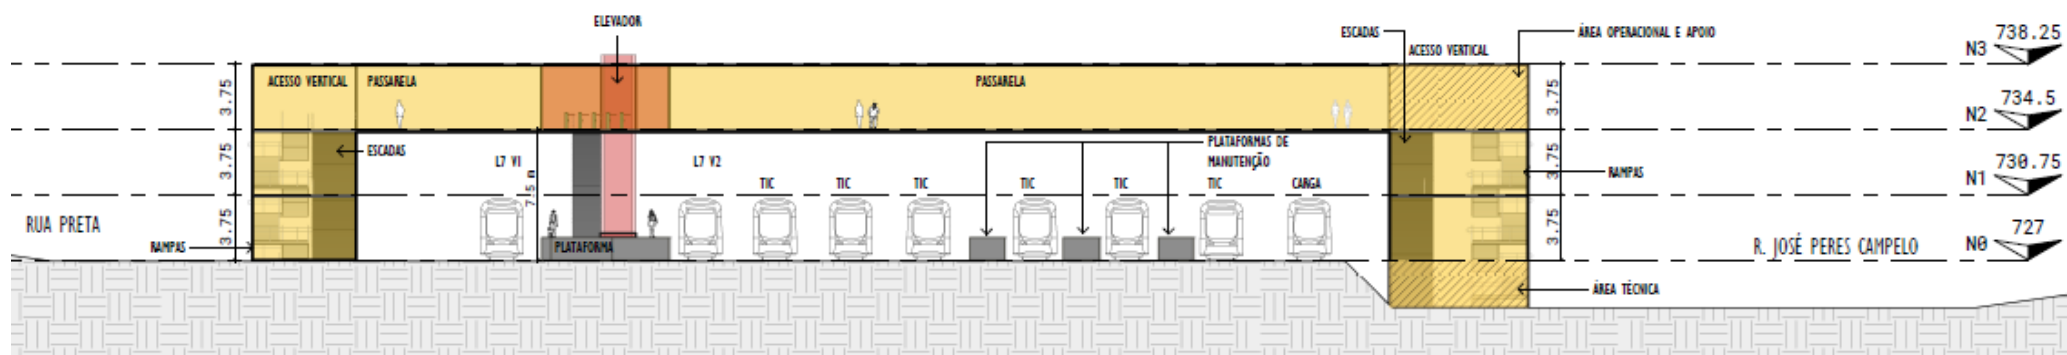 ELEVADOR
ESCADAS
ÁREA OPERACIONAL E APOIO
ACESSO VERTICAL
738.25
N3
ACESSO VERTICAL
PASSARELA
PASSARELA
3.75
3.75
734.5
N2
ESCADAS
L7 V1
L7 V2
PLATAFORMAS DE
MANUTENÇÃO
3.75
3.75
7.5 m
RAMPAS
730.75
N1
TIC
TIC
TIC
TIC
TIC
TIC
CARGA
RUA PRETA
3.75
3.75
RAMPAS
PLATAFORMA
R. JOSÉ PERES CAMPELO
727
N0
ÁREA TÉCNICA